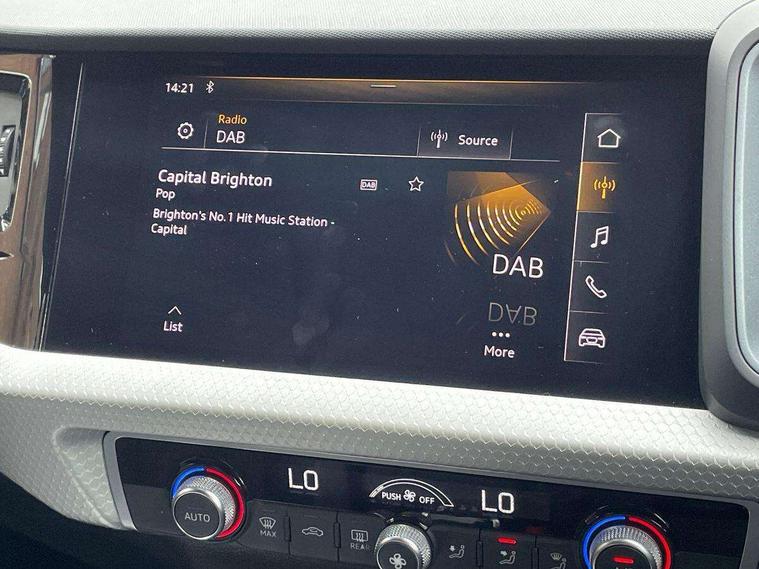 14:21
Radio
DAB
Source
Capital Brighton
DAB
Pop
Brighton's No.1 Hit Music Station -
Capital
DAB
List
More
LO
PUSH OFF
LO
AUTO
MAX
REAR